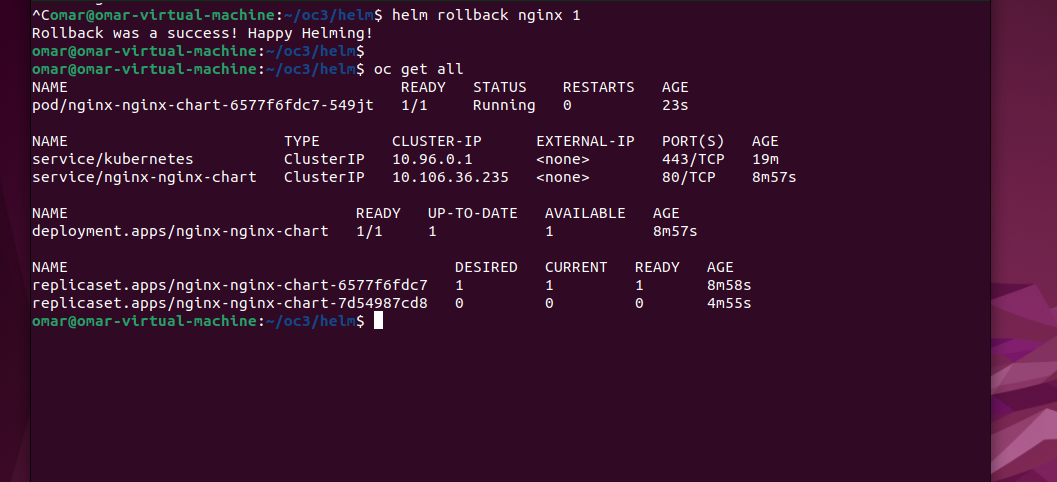 ^Comar@omar-virtual-machine:~/oc3/helm$ helm rollback nginx 1
Rollback was a success! Happy Helming!
omar@omar-virtual-machine:~/oc3/helm$
omar@omar-virtual-machine:~/oc3/helm$ oc get all
NAME                                     READY   STATUS    RESTARTS   AGE
pod/nginx-nginx-chart-6577f6fdc7-549jt   1/1     Running   0          23s
NAME                        TYPE        CLUSTER-IP      EXTERNAL-IP   PORT(S)   AGE
service/kubernetes          ClusterIP   10.96.0.1       <none>        443/TCP   19m
service/nginx-nginx-chart   ClusterIP   10.106.36.235   <none>        80/TCP    8m57s
NAME                                READY   UP-TO-DATE   AVAILABLE   AGE
deployment.apps/nginx-nginx-chart   1/1     1            1           8m57s
NAME                                           DESIRED   CURRENT   READY   AGE
replicaset.apps/nginx-nginx-chart-6577f6fdc7   1         1         1       8m58s
replicaset.apps/nginx-nginx-chart-7d54987cd8   0         0         0       4m55s
omar@omar-virtual-machine:~/oc3/helm$